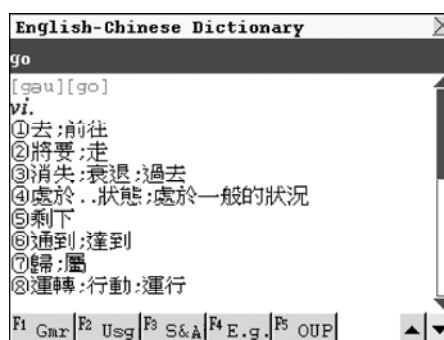 English-Chinese Dictionary
go
[gəu][go]
vi.
①去;前往
②將要;走
③消失;衰退;過去
④處於..狀態;處於一般的狀況
⑤剩下
⑥通到;達到
⑦歸;屬
⑧運轉;行動;運行
F1 Gmr F2 Usg F3 S&A F4 E.g. F5 OUP